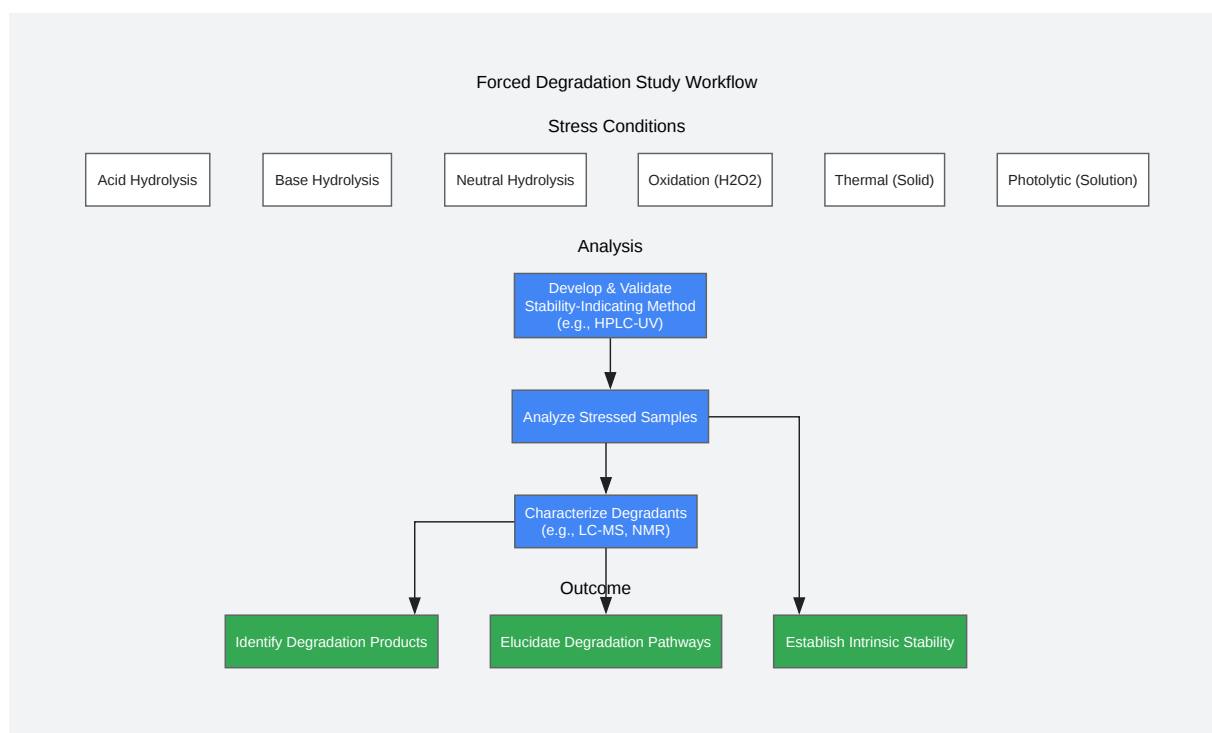 Forced Degradation Study Workflow
Stress Conditions
Acid Hydrolysis
Base Hydrolysis
Neutral Hydrolysis
Oxidation (H2O2)
Thermal (Solid)
Photolytic (Solution)
Analysis
Develop & Validate
Stability-Indicating Method
(e.g., HPLC-UV)
Analyze Stressed Samples
Characterize Degradants
(e.g., LC-MS, NMR)
Outcome
Identify Degradation Products
Elucidate Degradation Pathways
Establish Intrinsic Stability